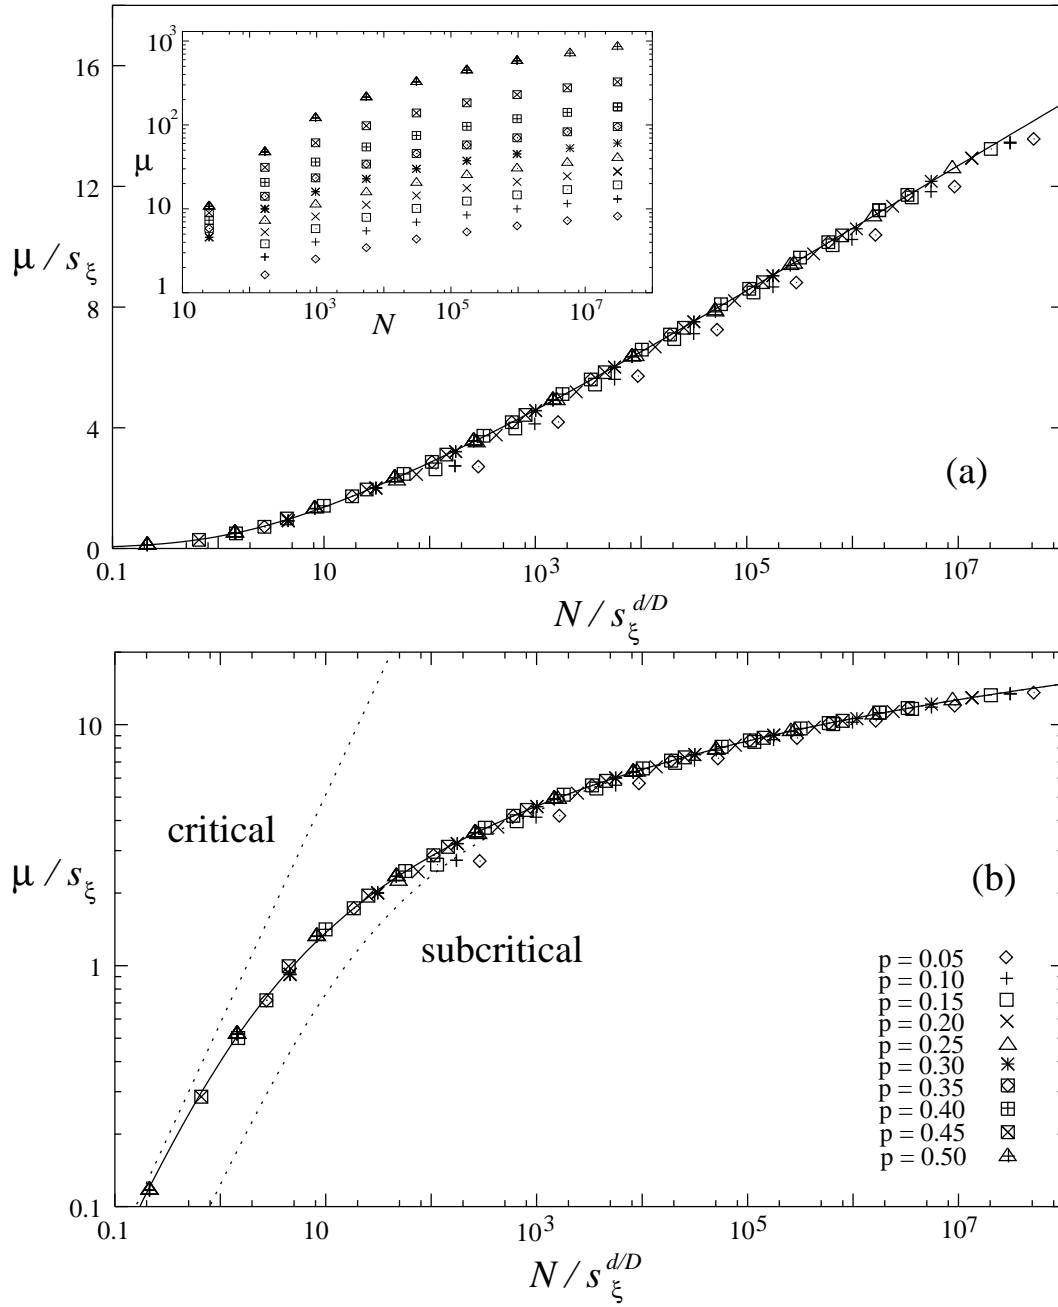 16
12
8
4
0
μ / s_ξ
10^3
10^2
10
1
μ
10
10^3
10^5
10^7
N
(a)
0.1
10
10^3
10^5
10^7
N / s_ξ^{d/D}
10
1
0.1
μ / s_ξ
critical
subcritical
(b)
p = 0.05
p = 0.10
p = 0.15
p = 0.20
p = 0.25
p = 0.30
p = 0.35
p = 0.40
p = 0.45
p = 0.50
0.1
10
10^3
10^5
10^7
N / s_ξ^{d/D}